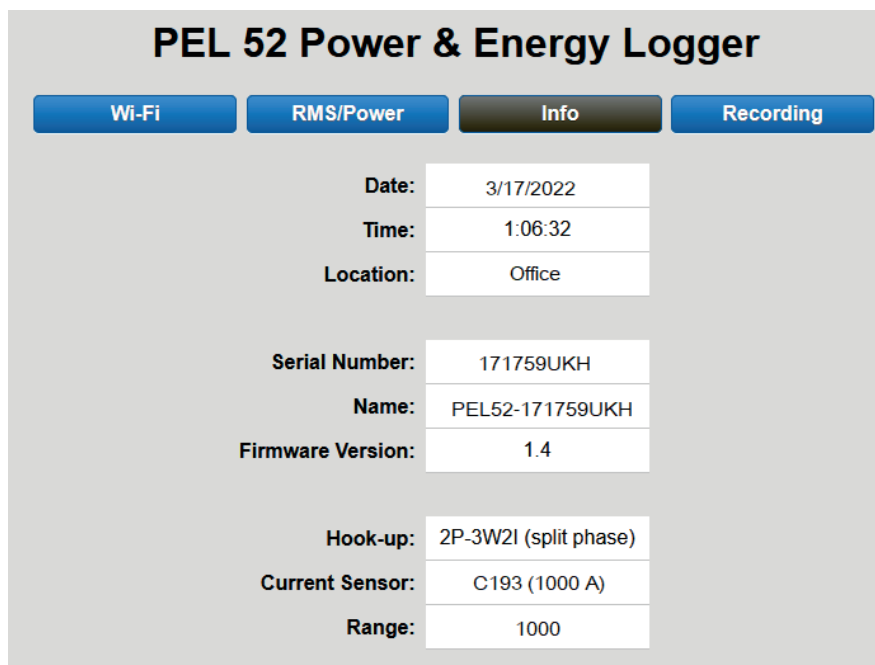 PEL 52 Power & Energy Logger
Wi-Fi RMS/Power Info Recording
Date: 3/17/2022
Time: 1:06:32
Location: Office
Serial Number: 171759UKH
Name: PEL52-171759UKH
Firmware Version: 1.4
Hook-up: 2P-3W2I (split phase)
Current Sensor: C193 (1000 A)
Range: 1000